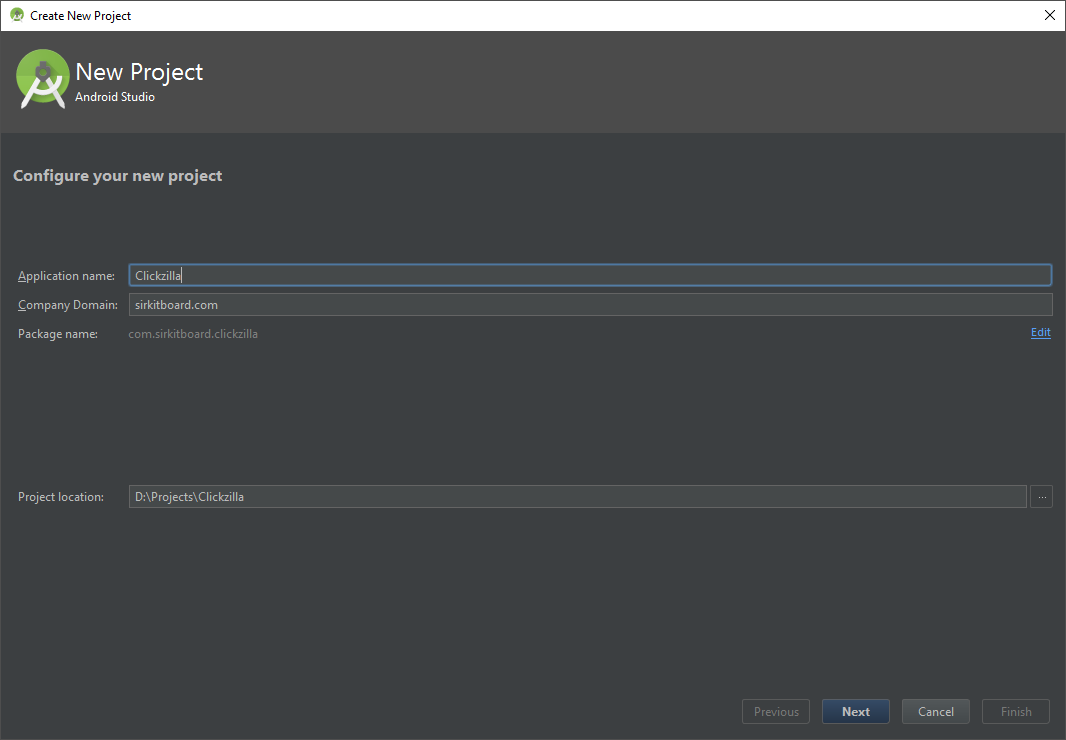 Create New Project
New Project
Android Studio
Configure your new project
Application name: Clickzilla
Company Domain: sirkitboard.com
Package name: com.sirkitboard.clickzilla Edit
Project location: D:\Projects\Clickzilla ...
Previous Next Cancel Finish